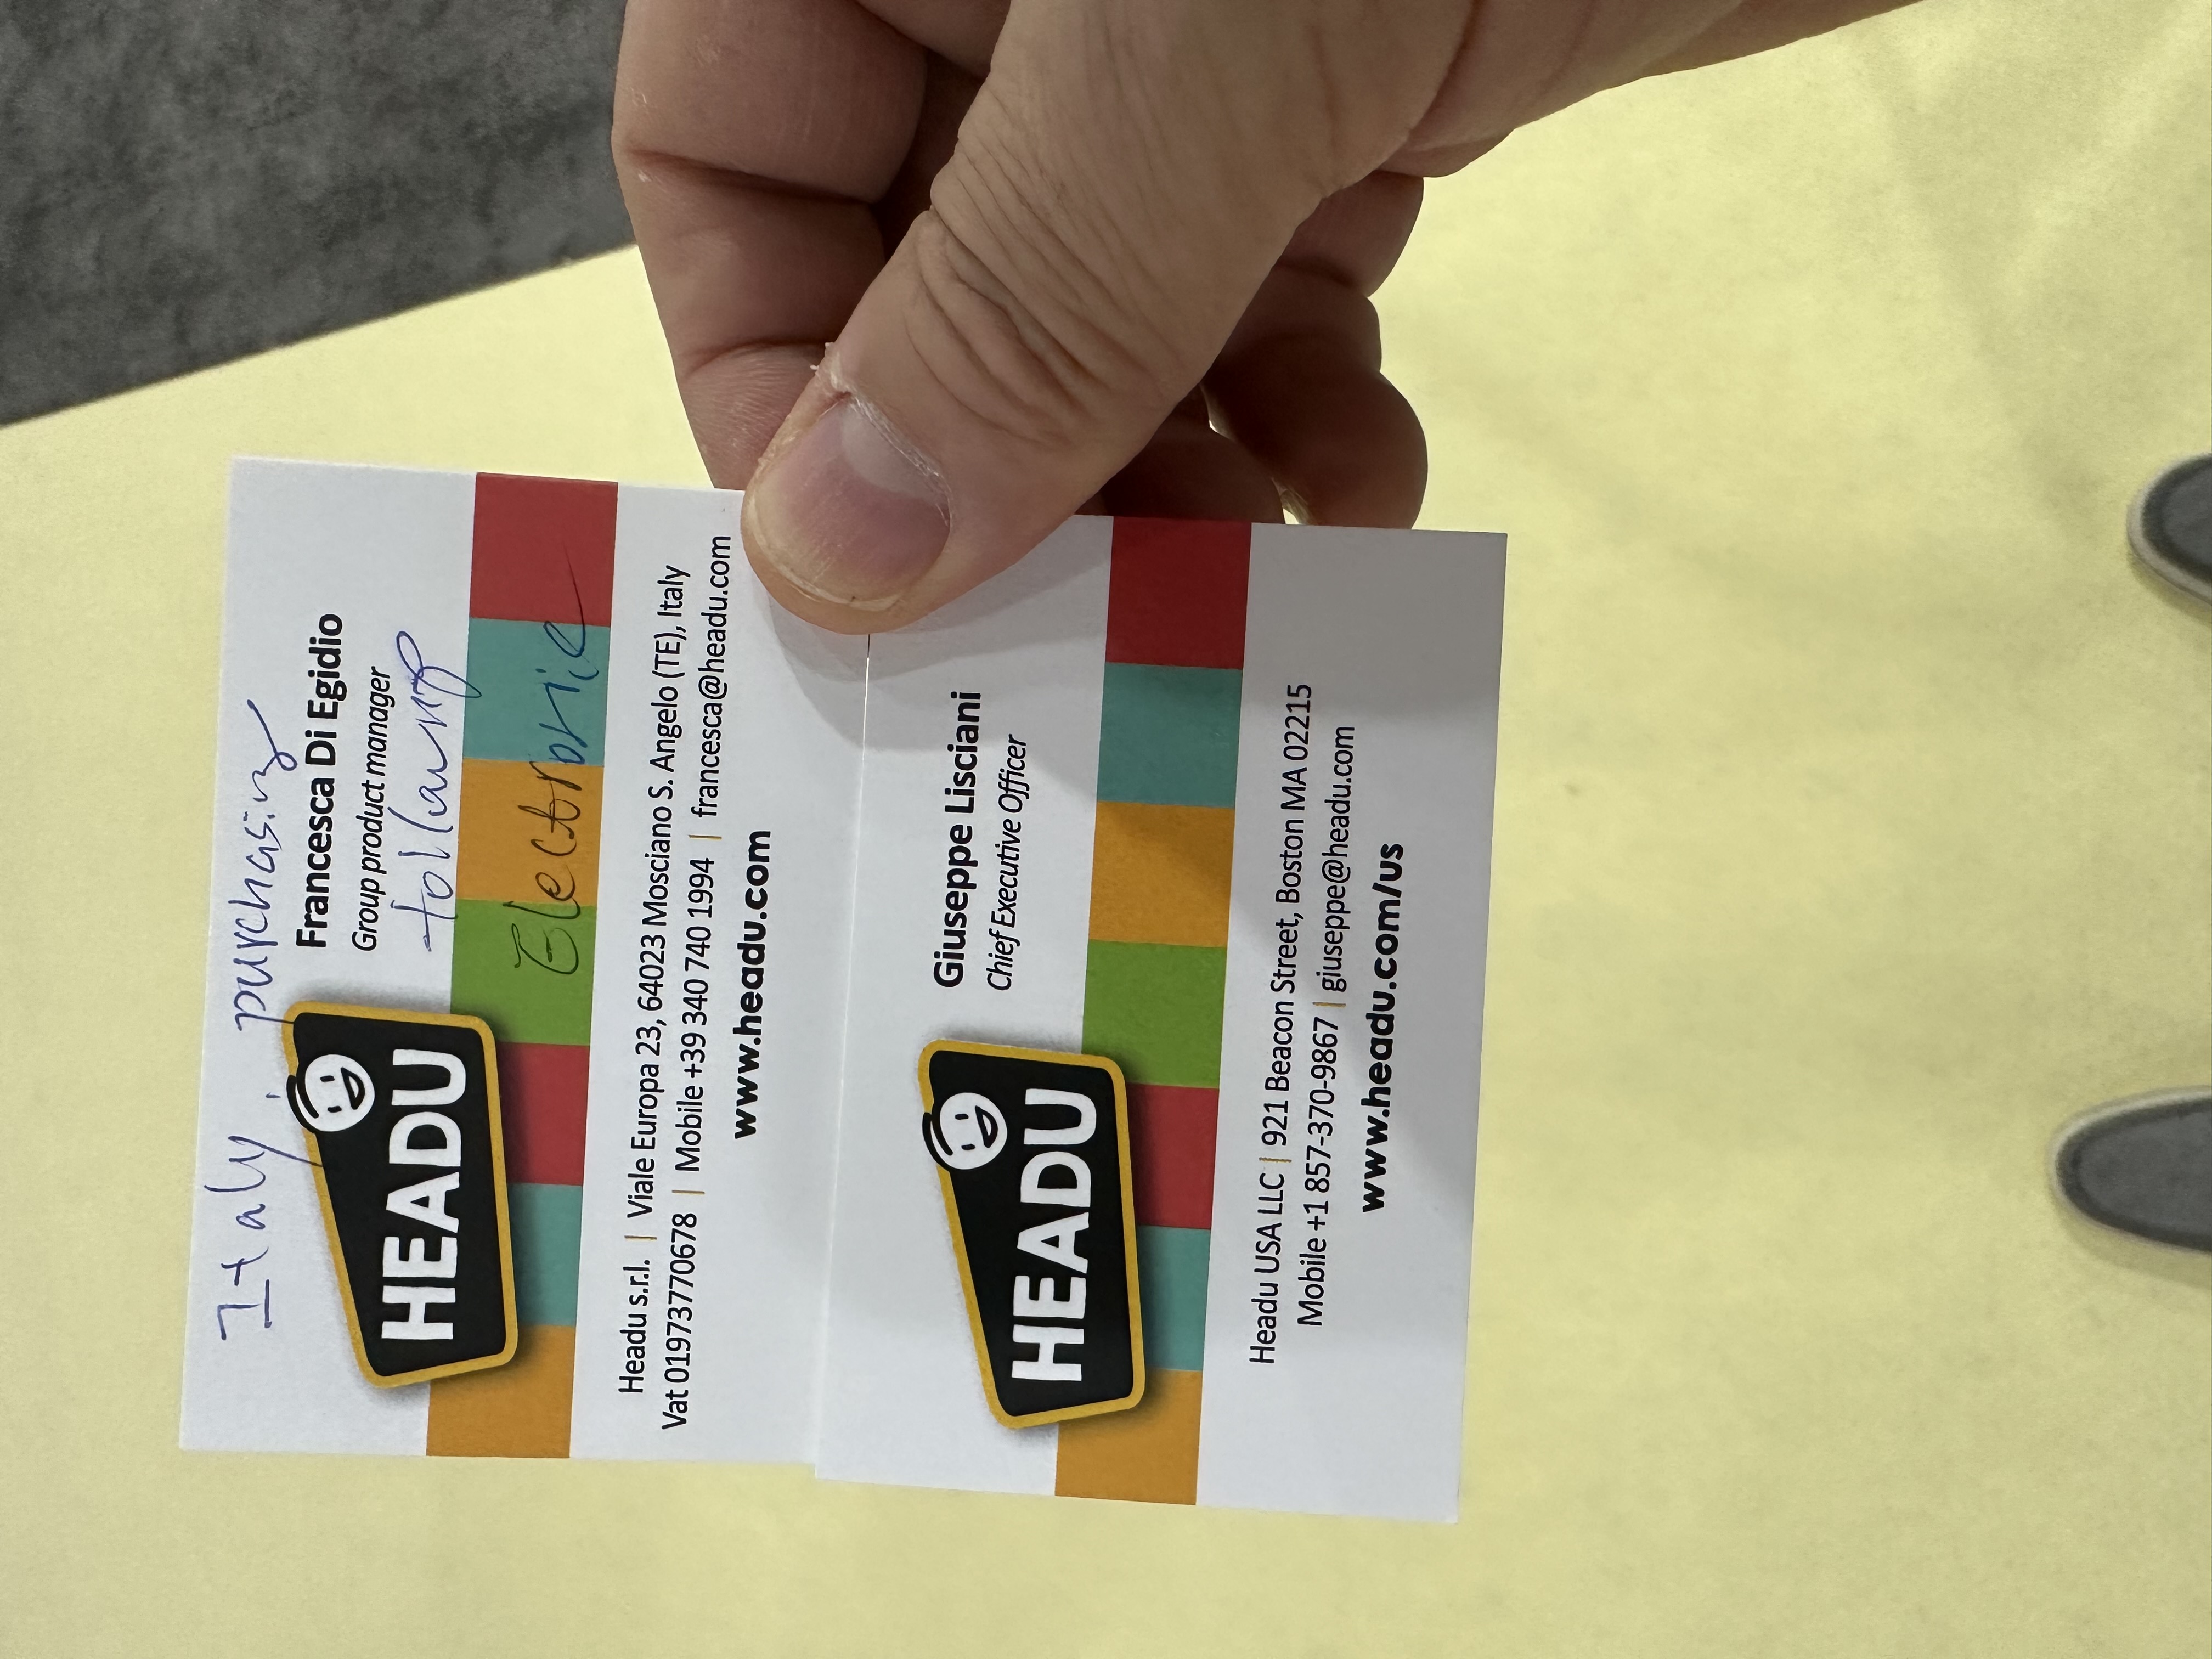 Italy, purchasing
HEADU
Francesca Di Egidio
Group product manager
followup
Electronic
Headu s.r.l. | Viale Europa 23, 64023 Mosciano S. Angelo (TE), Italy
Vat 01973770678 | Mobile +39 340 740 1994 | francesca@headu.com
www.headu.com
HEADU
Giuseppe Lisciani
Chief Executive Officer
Headu USA LLC | 921 Beacon Street, Boston MA 02215
Mobile +1 857-370-9867 | giuseppe@headu.com
www.headu.com/us